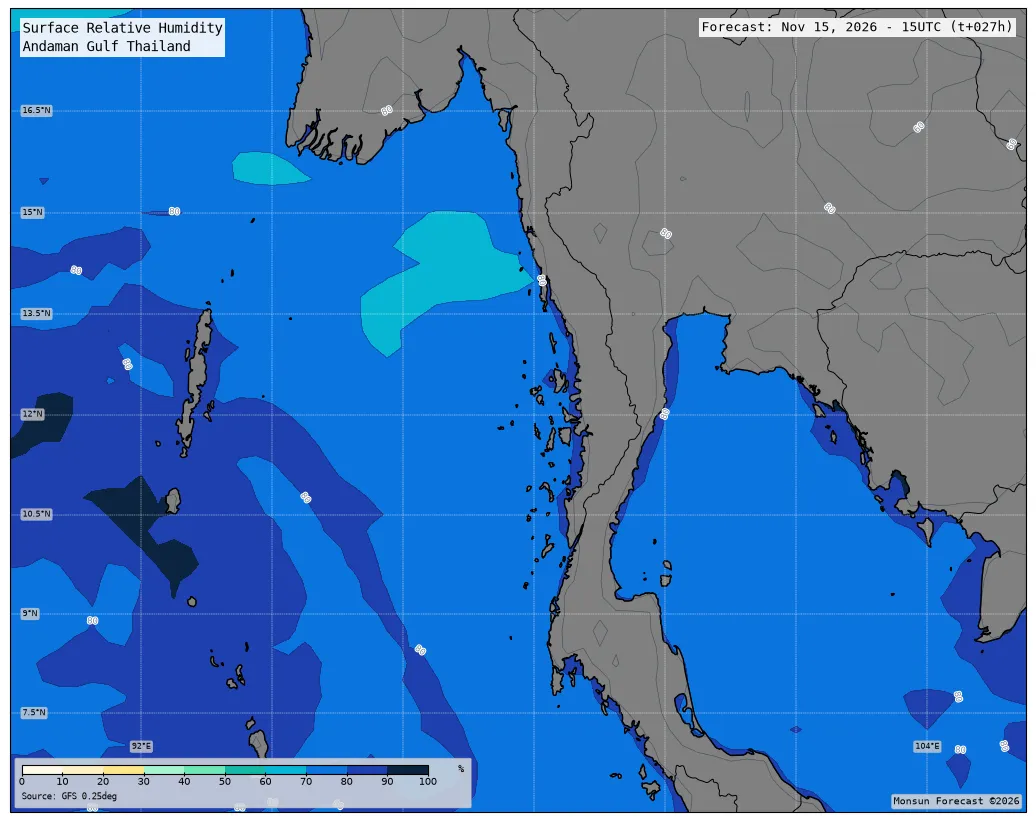 Surface Relative Humidity
Andaman Gulf Thailand
Forecast: Nov 15, 2026 - 15UTC (t+027h)
80
60
60
16.5°N
15°N
80
80
80
80
80
13.5°N
80
12°N
80
80
10.5°N
9°N
80
80
80
7.5°N
92°E
104°E
80
80
%
0 10 20 30 40 50 60 70 80 90 100
Source: GFS 0.25deg
Monsun Forecast ©2026